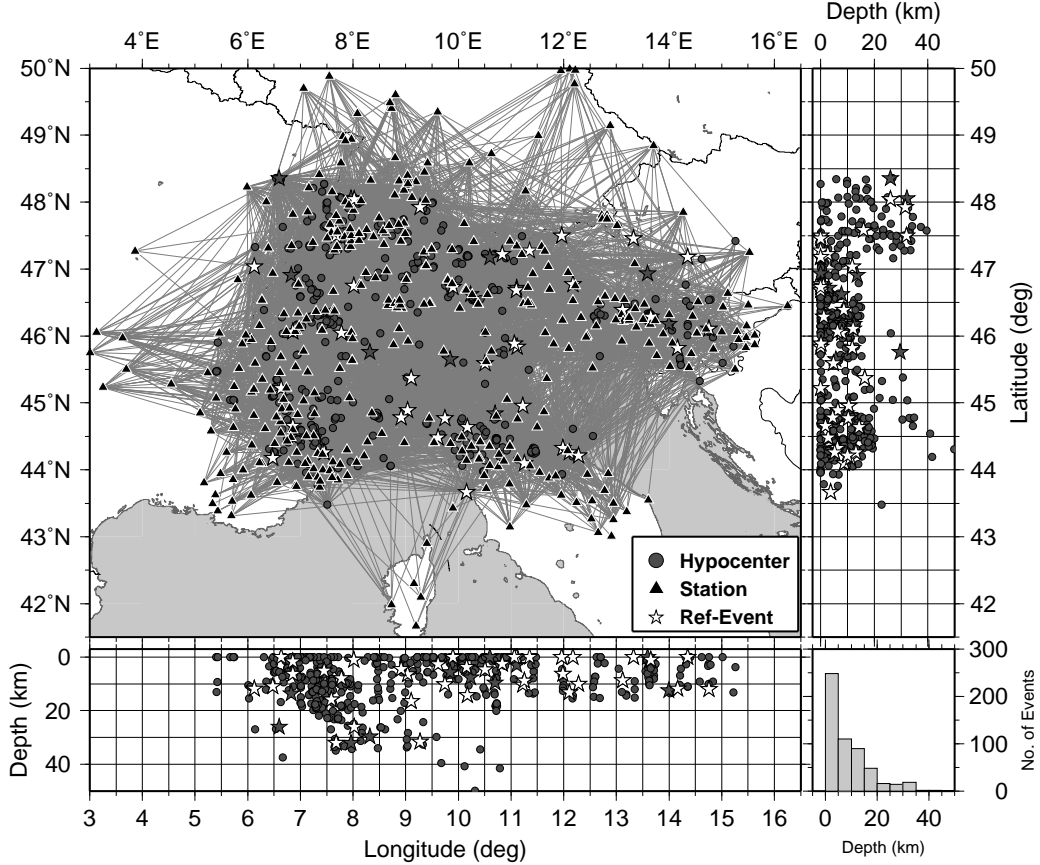 Depth (km)
4°E 6°E 8°E 10°E 12°E 14°E 16°E 0 20 40
50°N 50
49°N 49
48°N 48
47°N 47
46°N 46
45°N 45
44°N 44
43°N 43
42°N 42
Latitude (deg)
Hypocenter
Station
Ref-Event
0 300
20 200
40 100
0
Depth (km)
No. of Events
3 4 5 6 7 8 9 10 11 12 13 14 15 16 0 20 40
Longitude (deg) Depth (km)